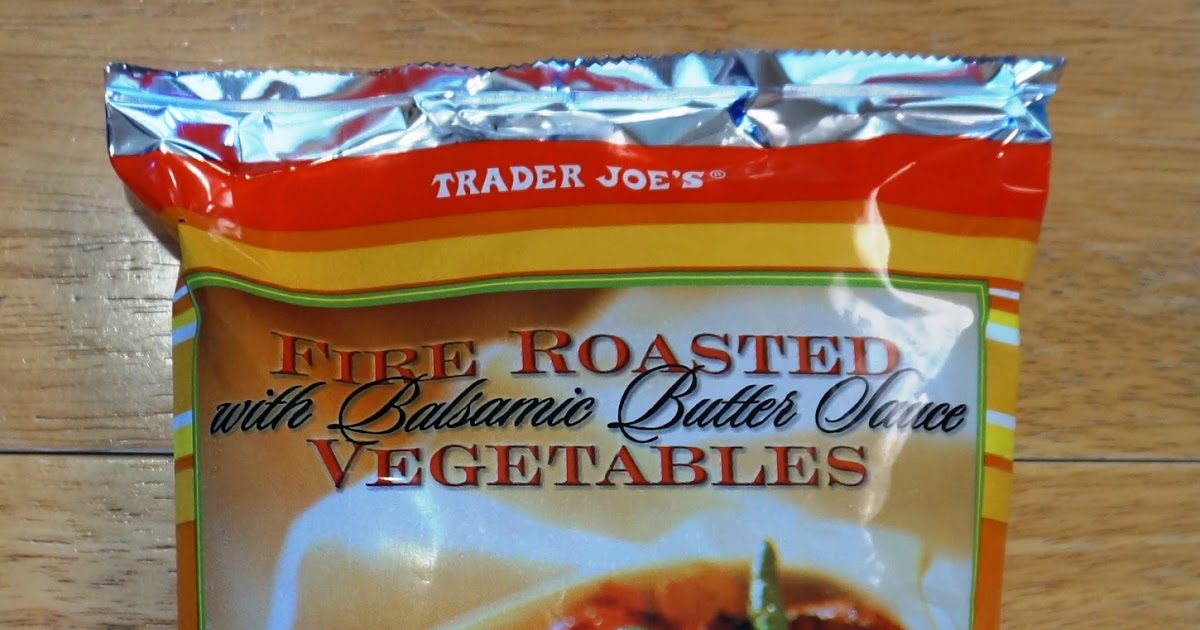 TRADER JOE'S®
FIRE ROASTED
with Balsamic Butter Sauce
VEGETABLES